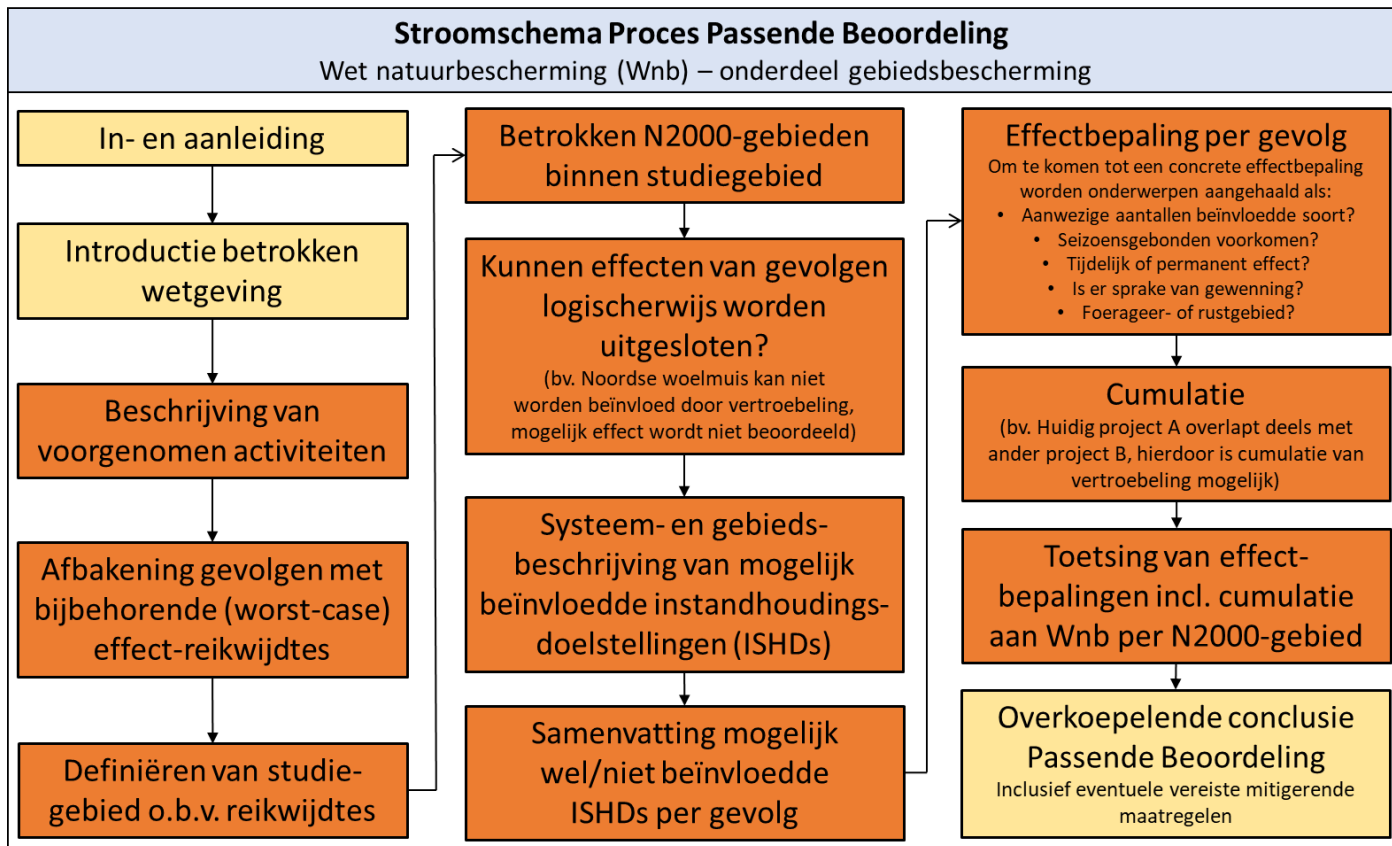 Stroomschema Proces Passende Beoordeling
Wet natuurbescherming (Wnb) – onderdeel gebiedsbescherming
In- en aanleiding
Introductie betrokken
wetgeving
Beschrijving van
voorgenomen activiteiten
Afbakening gevolgen met
bijbehorende (worst-case)
effect-reikwijdtes
Definiëren van studie-
gebied o.b.v. reikwijdtes
Betrokken N2000-gebieden
binnen studiegebied
Kunnen effecten van gevolgen
logischerwijs worden
uitgesloten?
(bv. Noordse woelmuis kan niet
worden beïnvloed door vertroebeling,
mogelijk effect wordt niet beoordeeld)
Systeem- en gebieds-
beschrijving van mogelijk
beïnvloedde instandhoudings-
doelstellingen (ISHDs)
Samenvatting mogelijk
wel/niet beïnvloedde
ISHDs per gevolg
Effectbepaling per gevolg
Om te komen tot een concrete effectbepaling
worden onderwerpen aangehaald als:
• Aanwezige aantallen beïnvloedde soort?
• Seizoensgebonden voorkomen?
• Tijdelijk of permanent effect?
• Is er sprake van gewenning?
• Foerageer- of rustgebied?
Cumulatie
(bv. Huidig project A overlapt deels met
ander project B, hierdoor is cumulatie van
vertroebeling mogelijk)
Toetsing van effect-
bepalingen incl. cumulatie
aan Wnb per N2000-gebied
Overkoepelende conclusie
Passende Beoordeling
Inclusief eventuele vereiste mitigerende
maatregelen